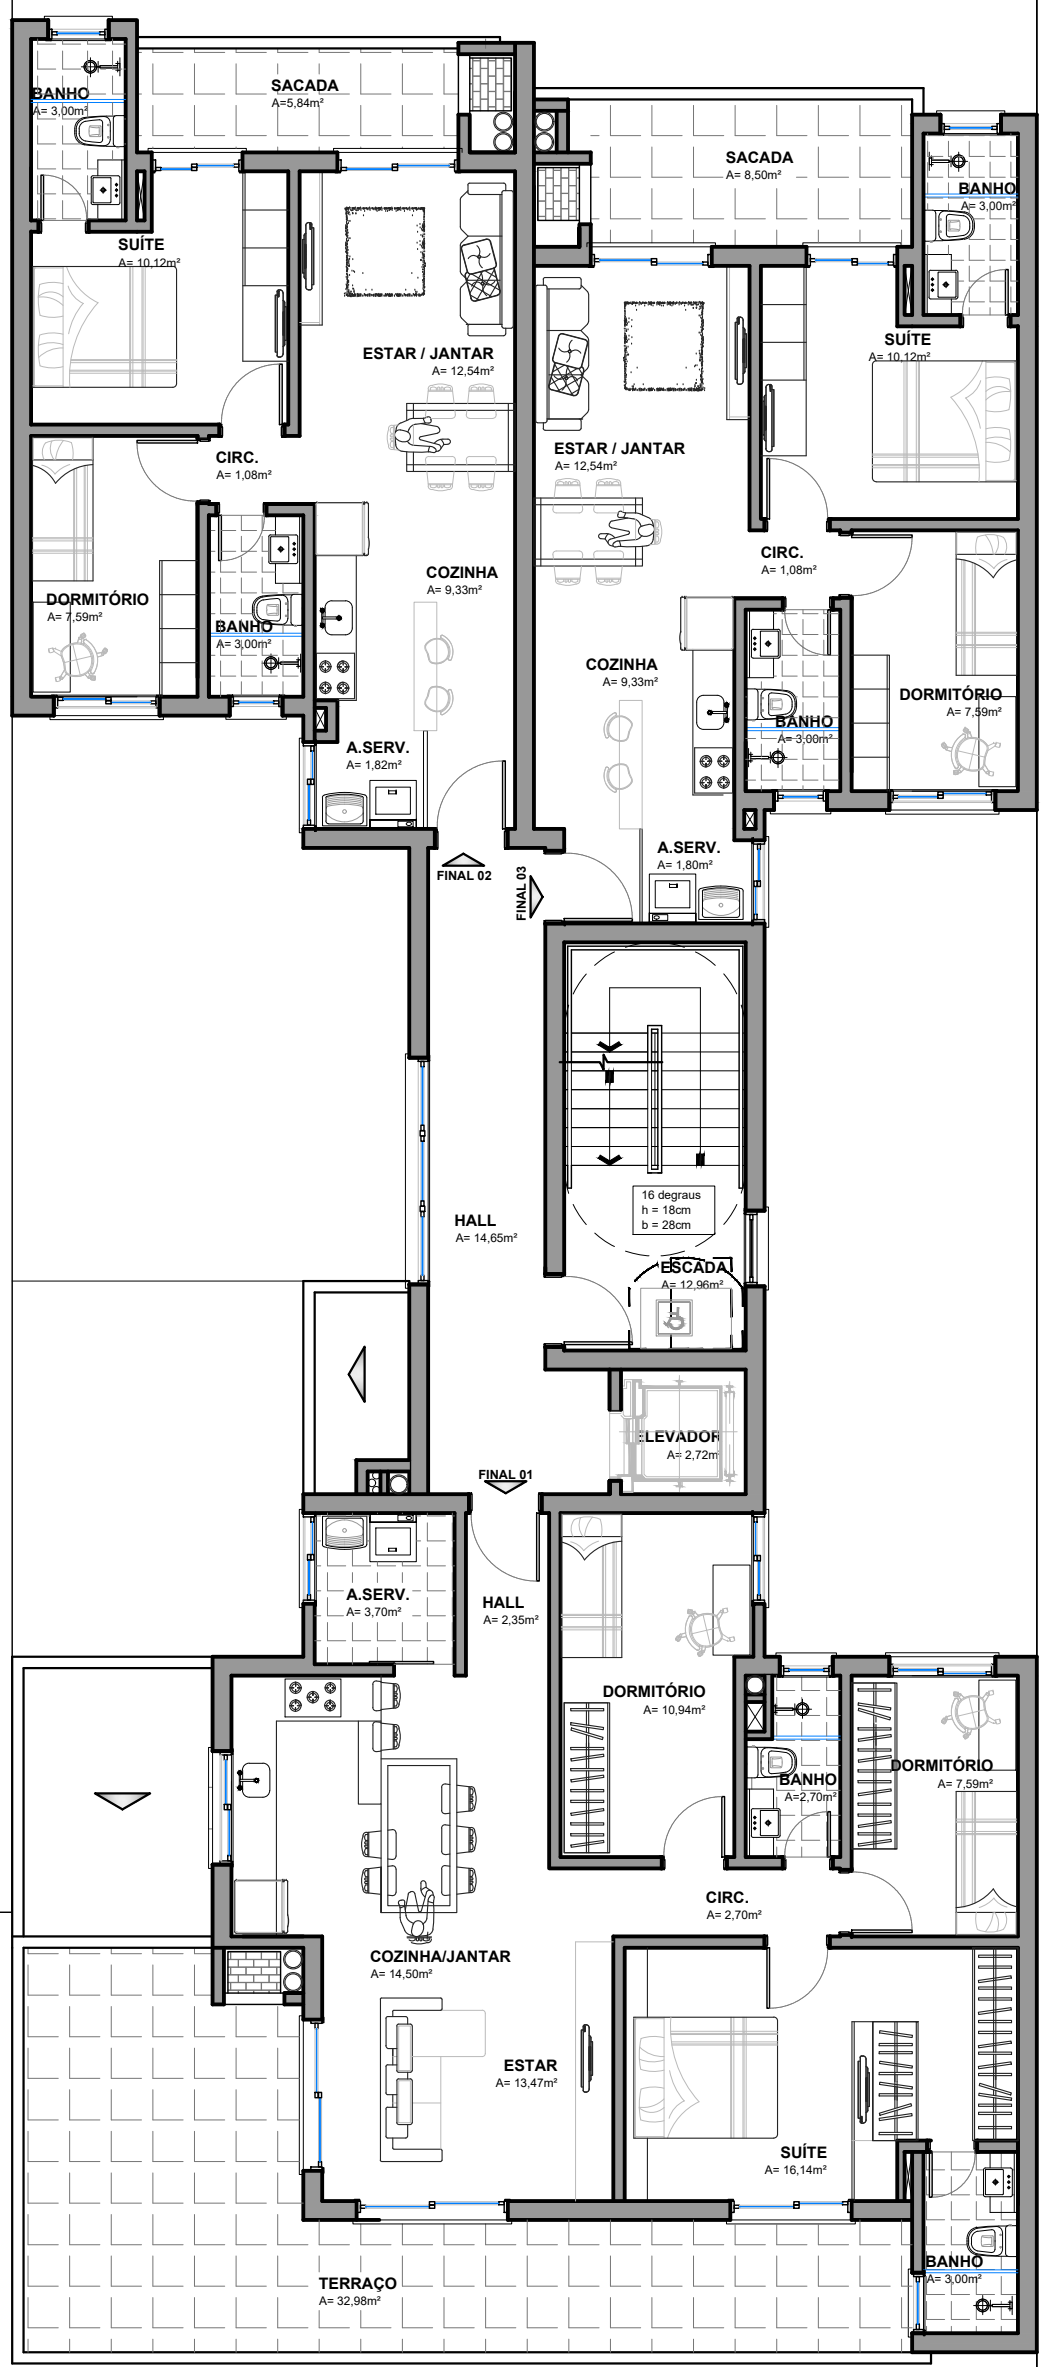 SACADA
A=5,84m²
BANHO
A= 3,00m²
SACADA
A= 8,50m²
BANHO
A= 3,00m²
SUÍTE
A= 10,12m²
ESTAR / JANTAR
A= 12,54m²
SUÍTE
A= 10,12m²
CIRC.
A= 1,08m²
ESTAR / JANTAR
A= 12,54m²
CIRC.
A= 1,08m²
COZINHA
A= 9,33m²
DORMITÓRIO
A= 7,59m²
BANHO
A= 3,00m²
COZINHA
A= 9,33m²
DORMITÓRIO
A= 7,59m²
BANHO
A= 3,00m²
A.SERV.
A= 1,82m²
A.SERV.
A= 1,80m²
FINAL 02
FINAL 03
16 degraus
h = 18cm
b = 28cm
HALL
A= 14,65m²
ESCADA
A= 12,96m²
ELEVADOR
A= 2,72m²
FINAL 01
A.SERV.
A= 3,70m²
HALL
A= 2,35m²
DORMITÓRIO
A= 10,94m²
BANHO
A=2,70m²
DORMITÓRIO
A= 7,59m²
CIRC.
A= 2,70m²
COZINHA/JANTAR
A= 14,50m²
ESTAR
A= 13,47m²
SUÍTE
A= 16,14m²
BANHO
A= 3,00m²
TERRAÇO
A= 32,98m²